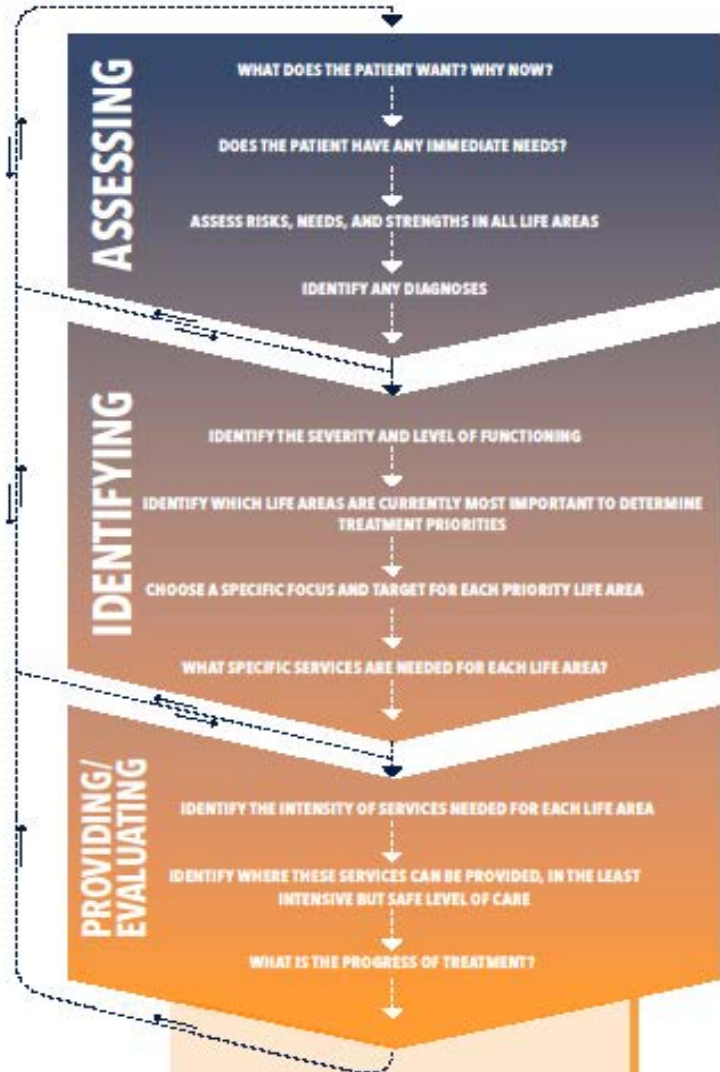 ASSESSING
WHAT DOES THE PATIENT WANT? WHY NOW?
DOES THE PATIENT HAVE ANY IMMEDIATE NEEDS?
ASSESS RISKS, NEEDS, AND STRENGTHS IN ALL LIFE AREAS
IDENTIFY ANY DIAGNOSES
IDENTIFYING
IDENTIFY THE SEVERITY AND LEVEL OF FUNCTIONING
IDENTIFY WHICH LIFE AREAS ARE CURRENTLY MOST IMPORTANT TO DETERMINE
TREATMENT PRIORITIES
CHOOSE A SPECIFIC FOCUS AND TARGET FOR EACH PRIORITY LIFE AREA
WHAT SPECIFIC SERVICES ARE NEEDED FOR EACH LIFE AREA?
PROVIDING/
EVALUATING
IDENTIFY THE INTENSITY OF SERVICES NEEDED FOR EACH LIFE AREA
IDENTIFY WHERE THESE SERVICES CAN BE PROVIDED, IN THE LEAST
INTENSIVE BUT SAFE LEVEL OF CARE
WHAT IS THE PROGRESS OF TREATMENT?